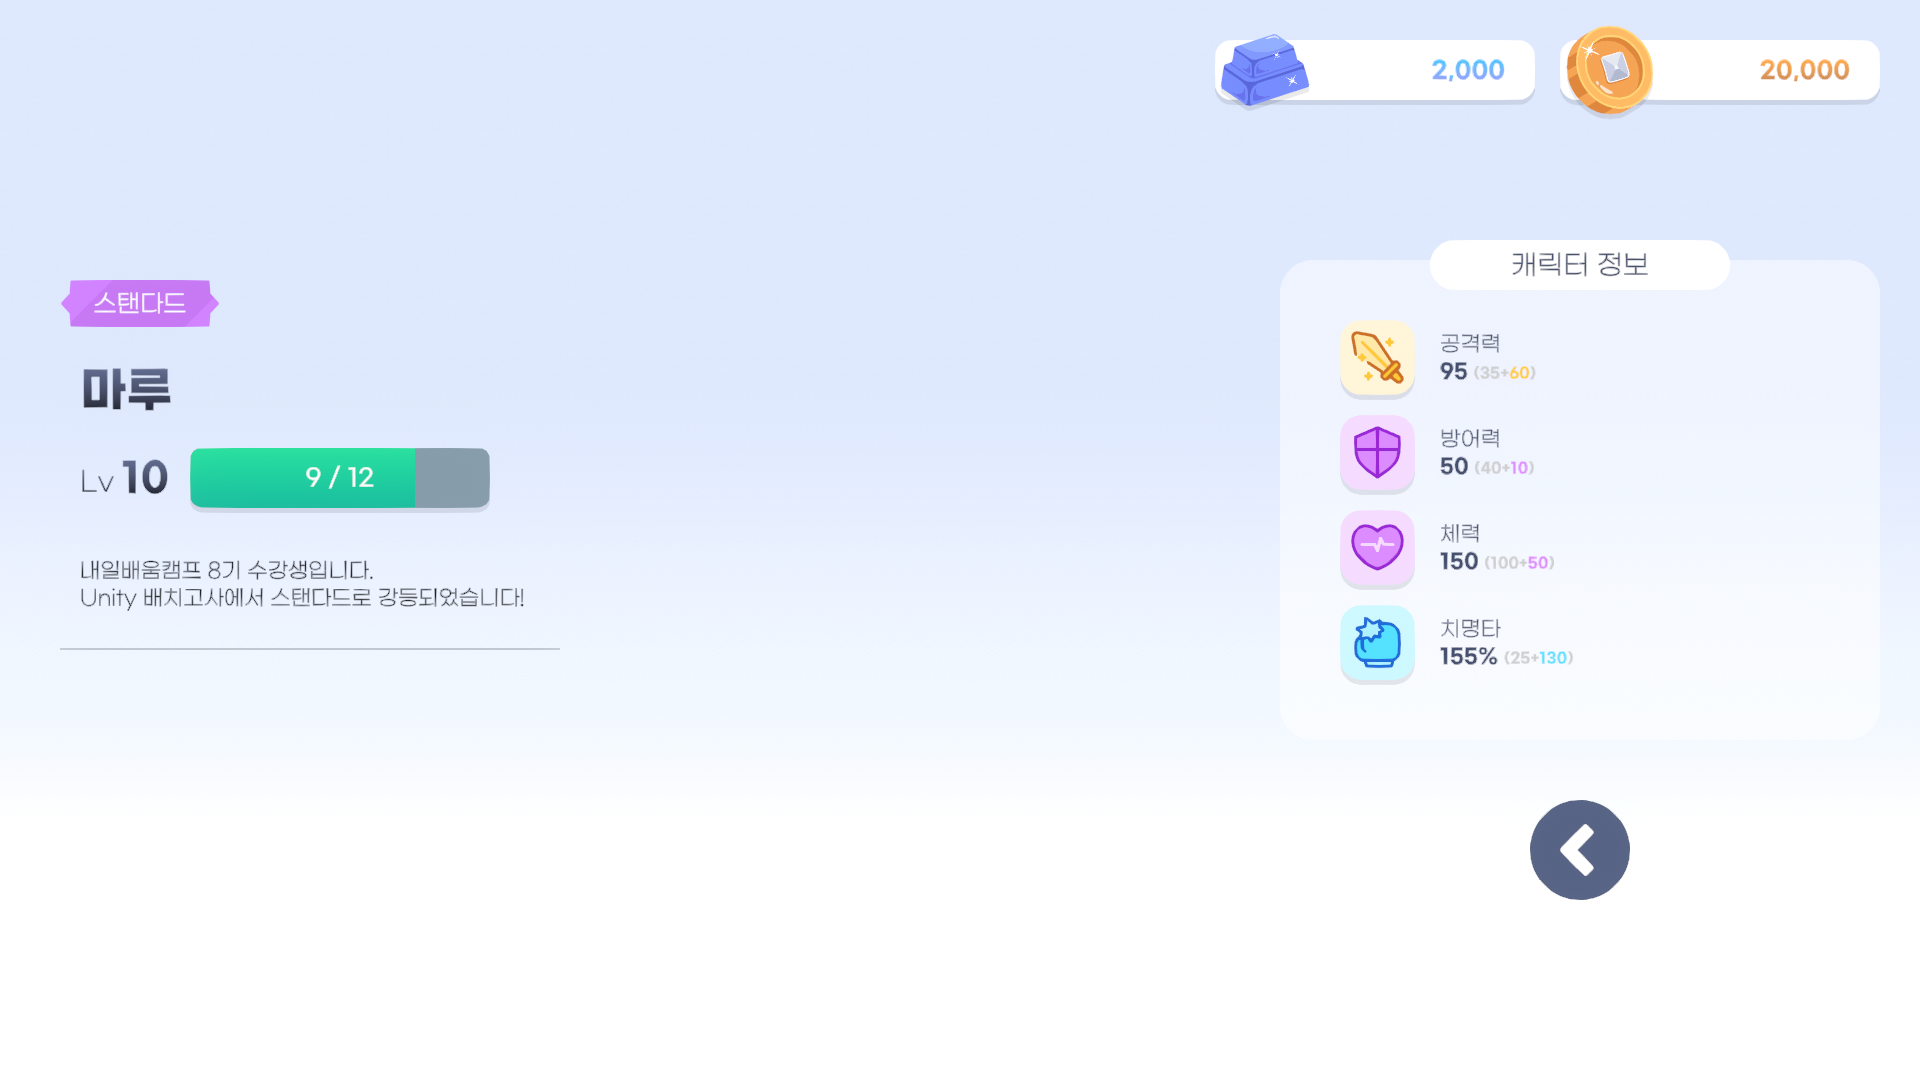 2,000
20,000
스탠다드
마루
Lv 10
9 / 12
내일배움캠프 8기 수강생입니다.
Unity 배치고사에서 스탠다드로 강등되었습니다!
캐릭터 정보
공격력
95 (35+60)
방어력
50 (40+10)
체력
150 (100+50)
치명타
155% (25+130)